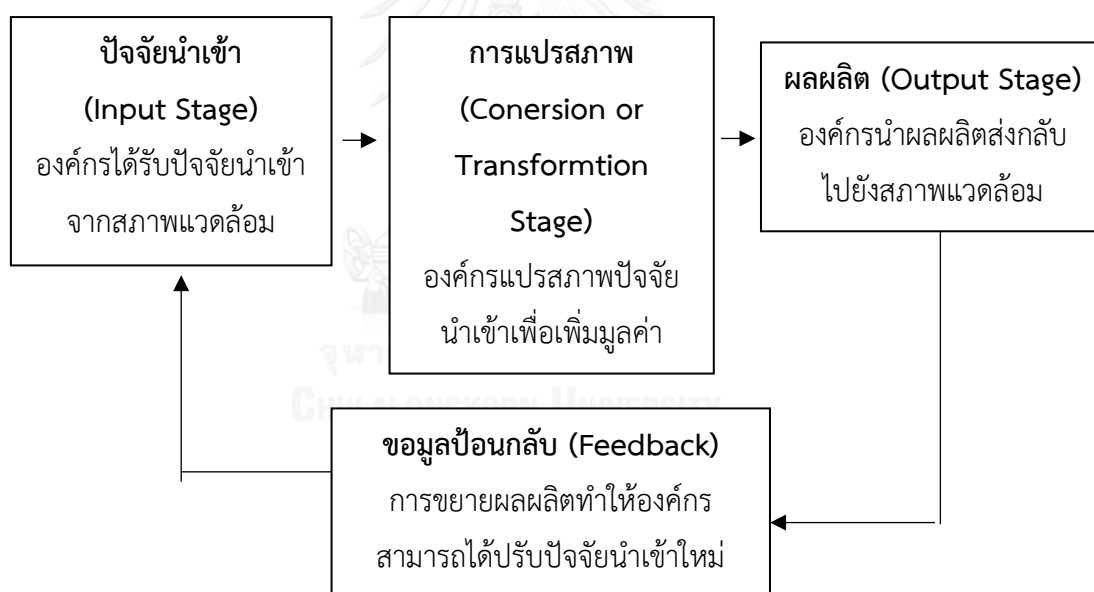 ปัจจัยนำเข้า
(Input Stage)
องค์กรได้รับปัจจัยนำเข้า
จากสภาพแวดล้อม
การแปรสภาพ
(Conersion or
Transformtion
Stage)
องค์กรแปรสภาพปัจจัย
นำเข้าเพื่อเพิ่มมูลค่า
ผลผลิต (Output Stage)
องค์กรนำผลผลิตส่งกลับ
ไปยังสภาพแวดล้อม
CHULALONGKORN UNIVERSITY
ขอมูลป้อนกลับ (Feedback)
การขยายผลผลิตทำให้องค์กร
สามารถได้ปรับปัจจัยนำเข้าใหม่